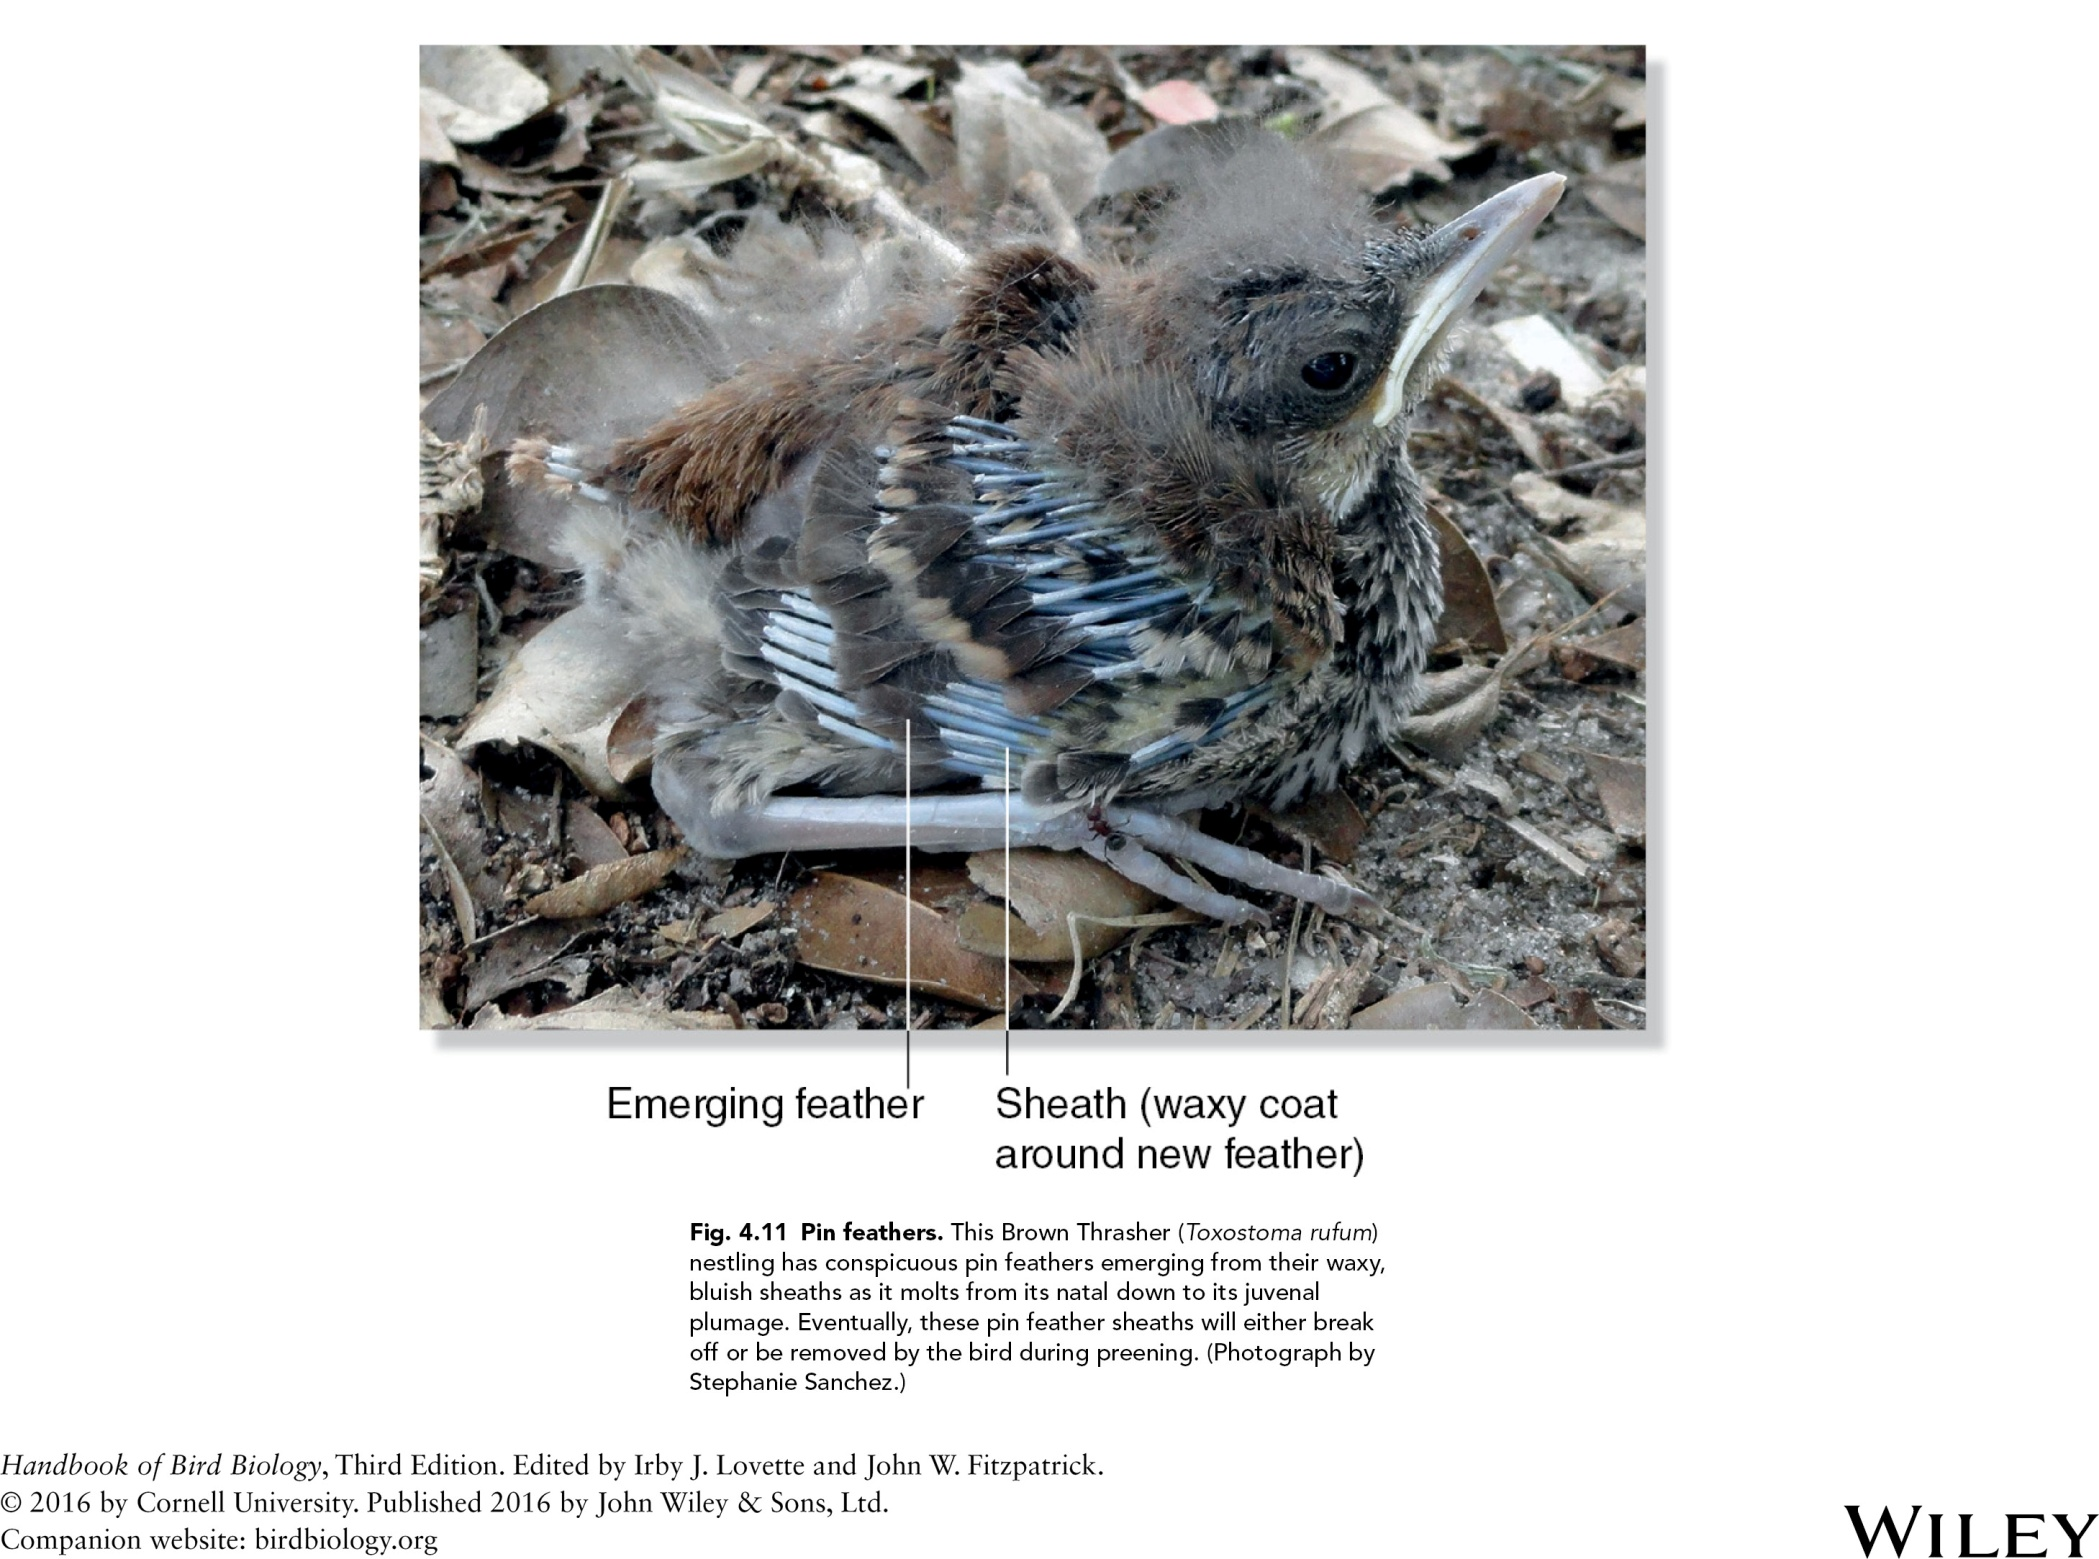 Emerging feather
Sheath (waxy coat
around new feather)
Fig. 4.11 Pin feathers. This Brown Thrasher (Toxostoma rufum)
nestling has conspicuous pin feathers emerging from their waxy,
bluish sheaths as it molts from its natal down to its juvenal
plumage. Eventually, these pin feather sheaths will either break
off or be removed by the bird during preening. (Photograph by
Stephanie Sanchez.)
Handbook of Bird Biology, Third Edition. Edited by Irby J. Lovette and John W. Fitzpatrick.
© 2016 by Cornell University. Published 2016 by John Wiley & Sons, Ltd.
Companion website: birdbiology.org
WILEY